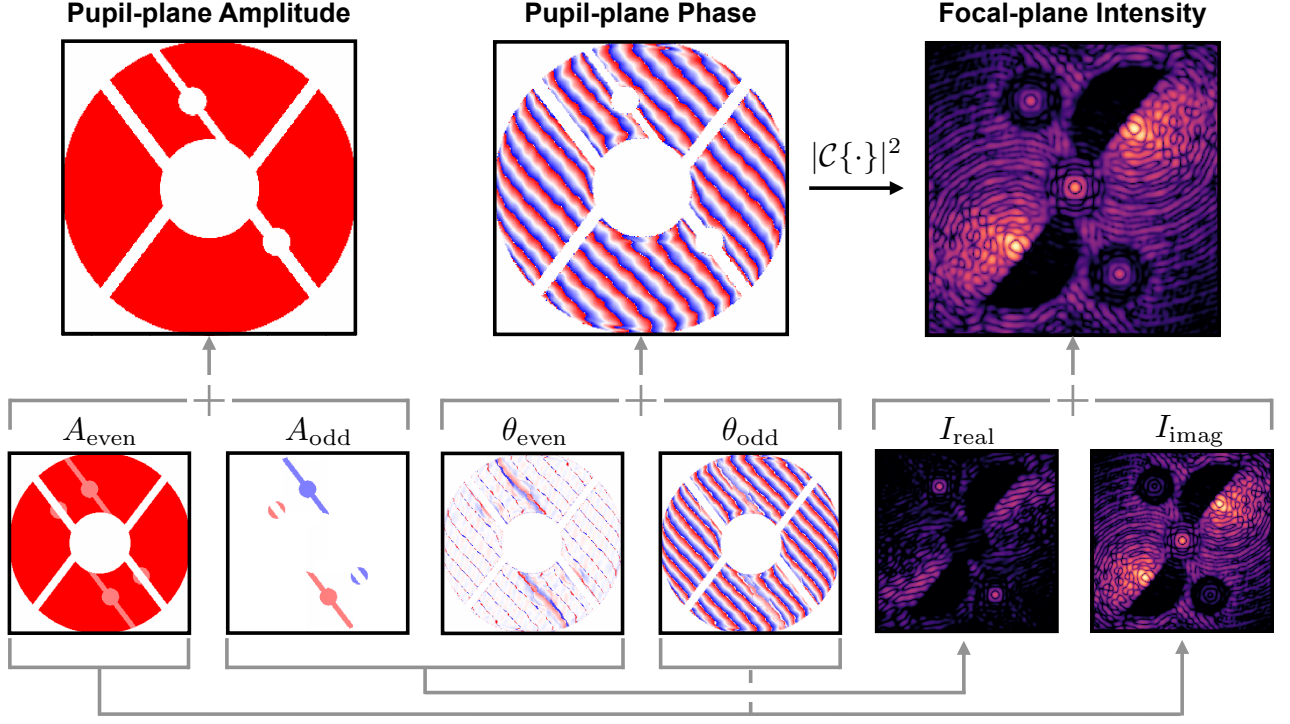 Pupil-plane Amplitude
Pupil-plane Phase
Focal-plane Intensity
|𝒞{·}|²
A_even
A_odd
θ_even
θ_odd
I_real
I_imag